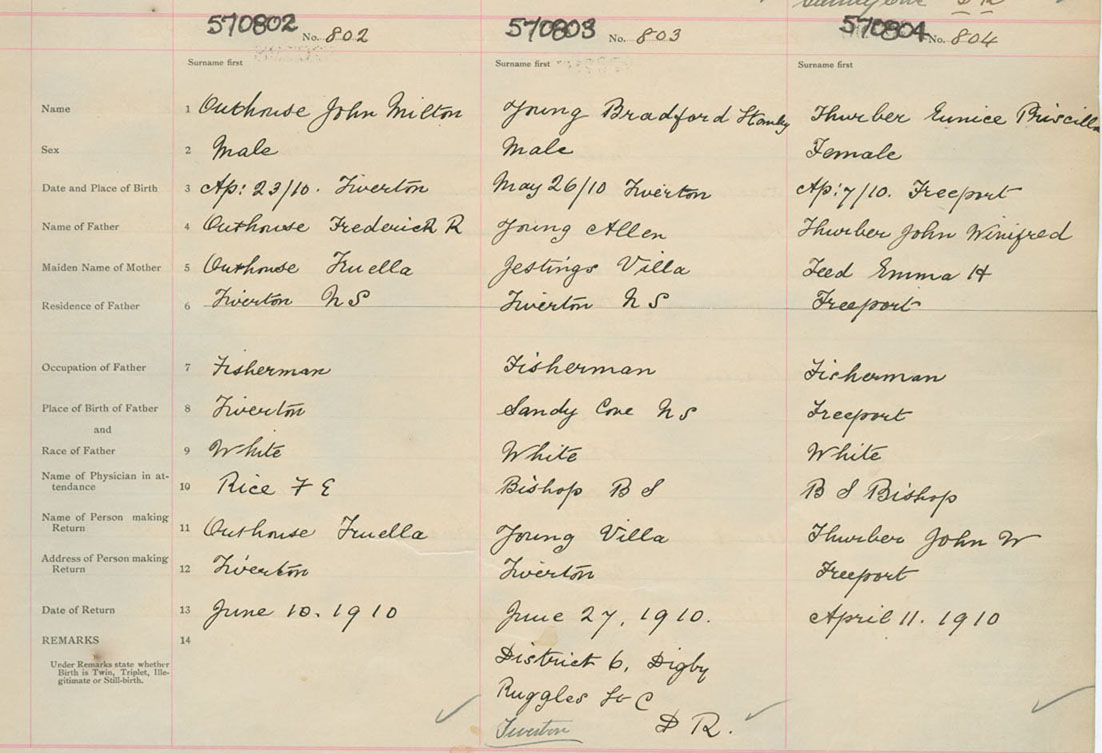 570802 No. 802 570803 No. 803 570804 No. 804
Surname first Surname first Surname first
Name 1 Outhouse John Milton Young Bradford Stanley Thurber Eunice Priscilla
Sex 2 Male Male Female
Date and Place of Birth 3 Ap: 23/10. Tiverton May 26/10 Tiverton Ap: 7/10. Freeport
Name of Father 4 Outhouse Frederick R Young Allen Thurber John Winifred
Maiden Name of Mother 5 Outhouse Truella Jestings Villa Teed Emma H
Residence of Father 6 Tiverton N S Tiverton N S Freeport
Occupation of Father 7 Fisherman Fisherman Fisherman
Place of Birth of Father 8 Tiverton Sandy Cove N S Freeport
and
Race of Father 9 White White White
Name of Physician in at-
tendance 10 Rice F E Bishop B S B S Bishop
Name of Person making
Return 11 Outhouse Truella Young Villa Thurber John W
Address of Person making
Return 12 Tiverton Tiverton Freeport
Date of Return 13 June 10. 1910 June 27, 1910. April 11. 1910
REMARKS 14
Under Remarks state whether
Birth is Twin, Triplet, Ille-
gitimate or Still-birth.
District 6, Digby
Ruggles H C
Tiverton D R.